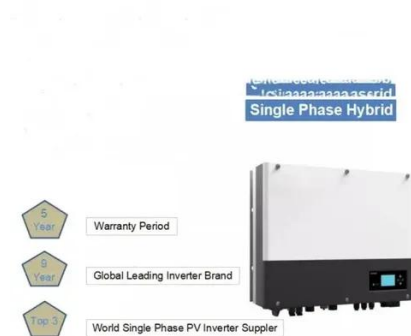 Single Phase Hybrid
5
Year
Warranty Period
9
Year
Global Leading Inverter Brand
Top 3
World Single Phase PV Inverter Suppler